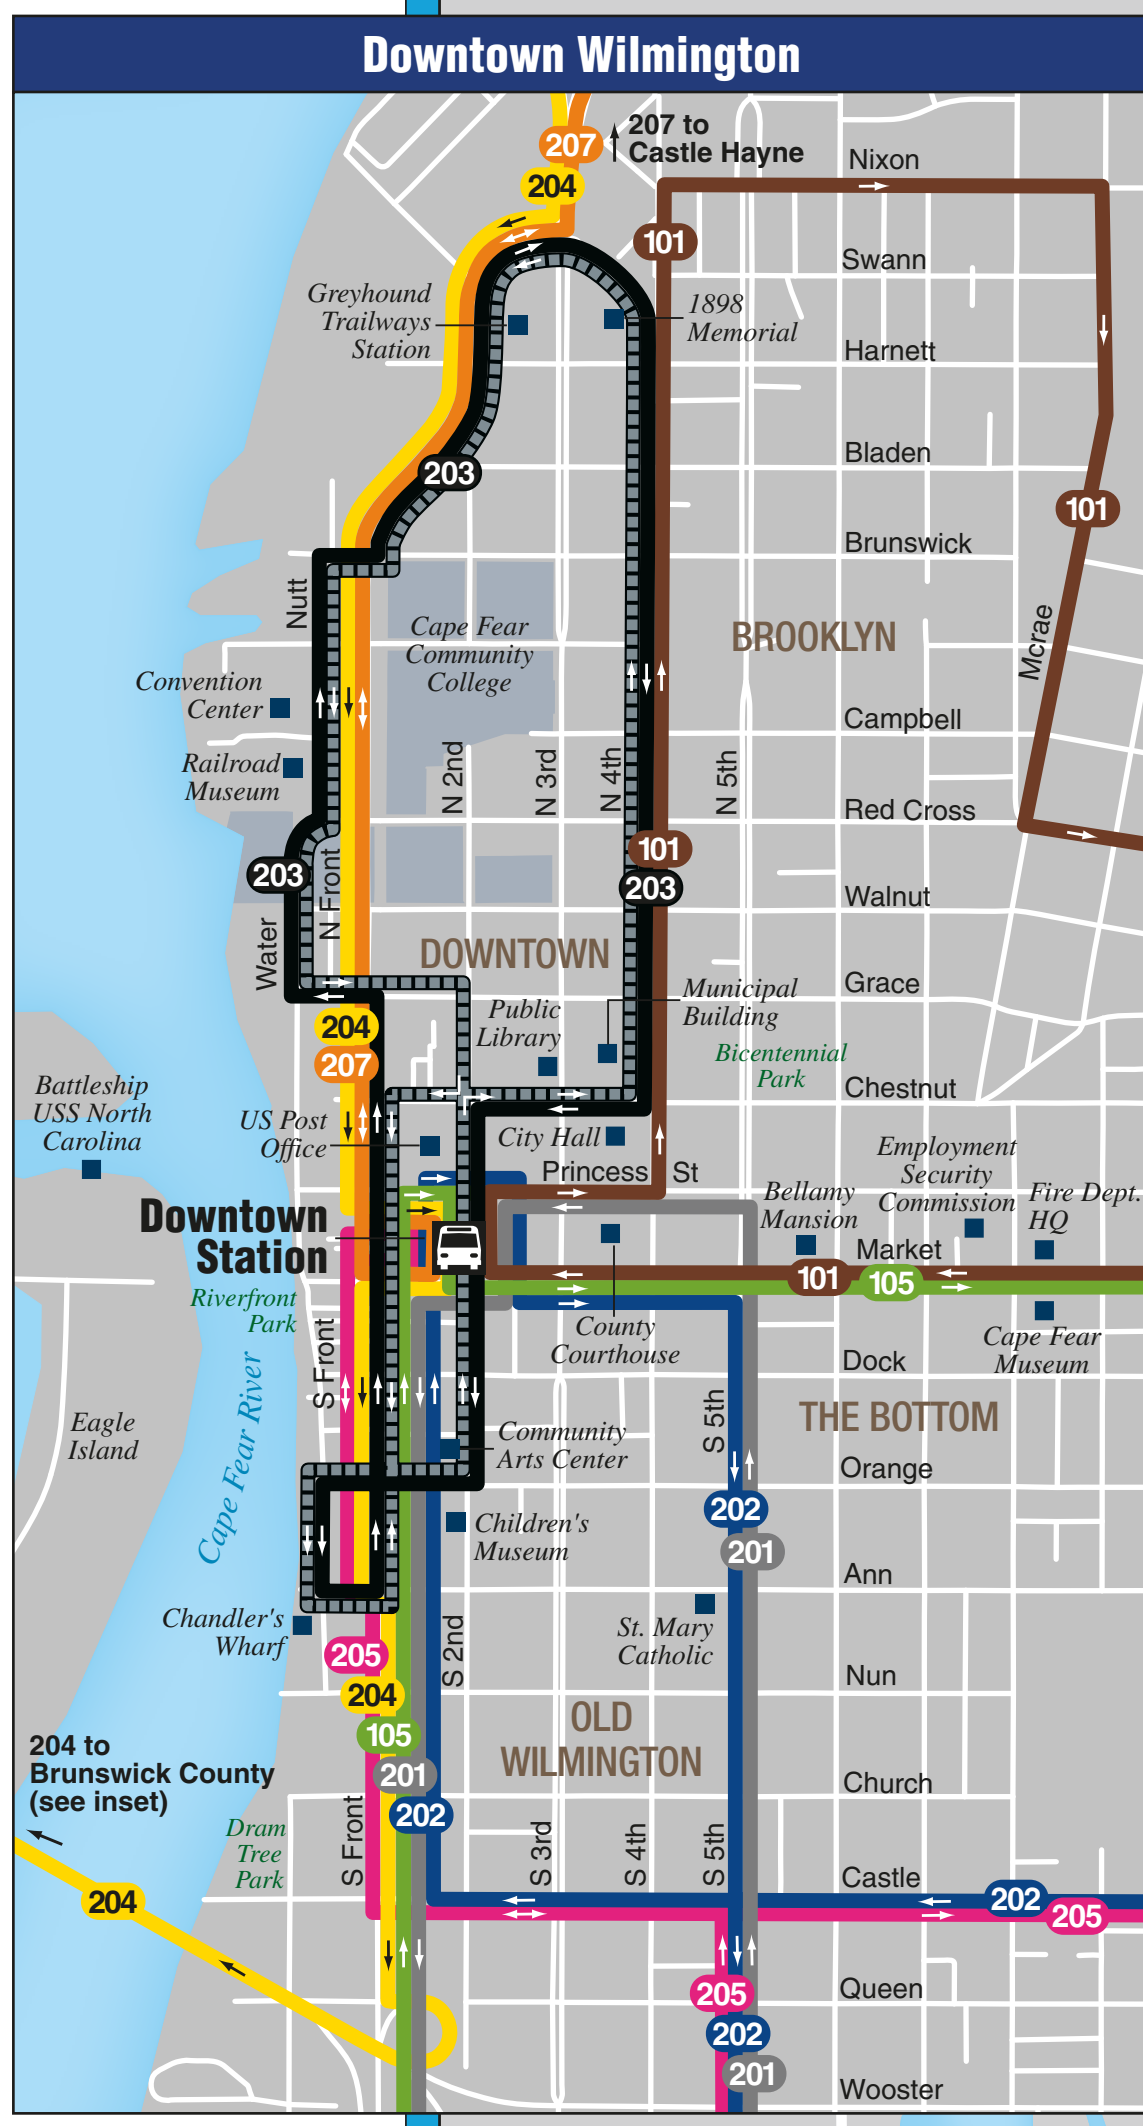 Downtown Wilmington
207 to
Castle Hayne
207
204
Nixon
101
Swann
Greyhound
Trailways
Station
1898
Memorial
Harnett
203
Bladen
101
Brunswick
Nutt
Cape Fear
Community
College
BROOKLYN
Mcrae
Convention
Center
Campbell
Railroad
Museum
N 2nd
N 3rd
N 4th
N 5th
Red Cross
101
203
203
N Front
Walnut
Water
DOWNTOWN
Grace
Municipal
Building
Public
Library
204
207
Bicentennial
Park
Chestnut
Battleship
USS North
Carolina
US Post
Office
City Hall
Employment
Security
Commission
Princess St
Bellamy
Mansion
Fire Dept.
HQ
Downtown
Station
Market
101
105
Riverfront
Park
County
Courthouse
Cape Fear
Museum
S Front
Dock
Cape Fear River
Eagle
Island
S 5th
THE BOTTOM
Community
Arts Center
Orange
202
201
Children's
Museum
Ann
Chandler's
Wharf
St. Mary
Catholic
205
S 2nd
204
Nun
105
OLD
WILMINGTON
204 to
Brunswick County
(see inset)
201
Church
202
Dram
Tree
Park
S Front
S 3rd
S 4th
S 5th
Castle
204
202
205
Queen
205
202
201
Wooster